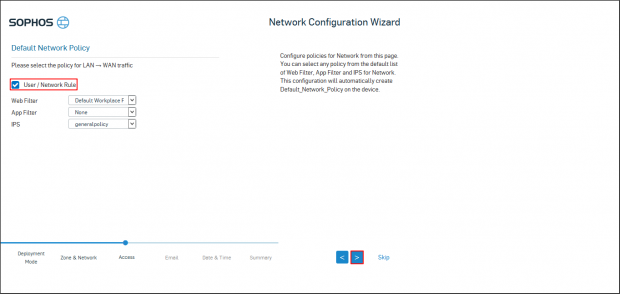 SOPHOS
Network Configuration Wizard
Default Network Policy
Please select the policy for LAN → WAN traffic
User / Network Rule
Web Filter Default Workplace F
App Filter None
IPS generalpolicy
Configure policies for Network from this page.
You can select any policy from the default list
of Web Filter, App Filter and IPS for Network.
This configuration will automatically create
Default_Network_Policy on the device.
Deployment
Mode
Zone & Network
Access
Email
Date & Time
Summary
< > Skip